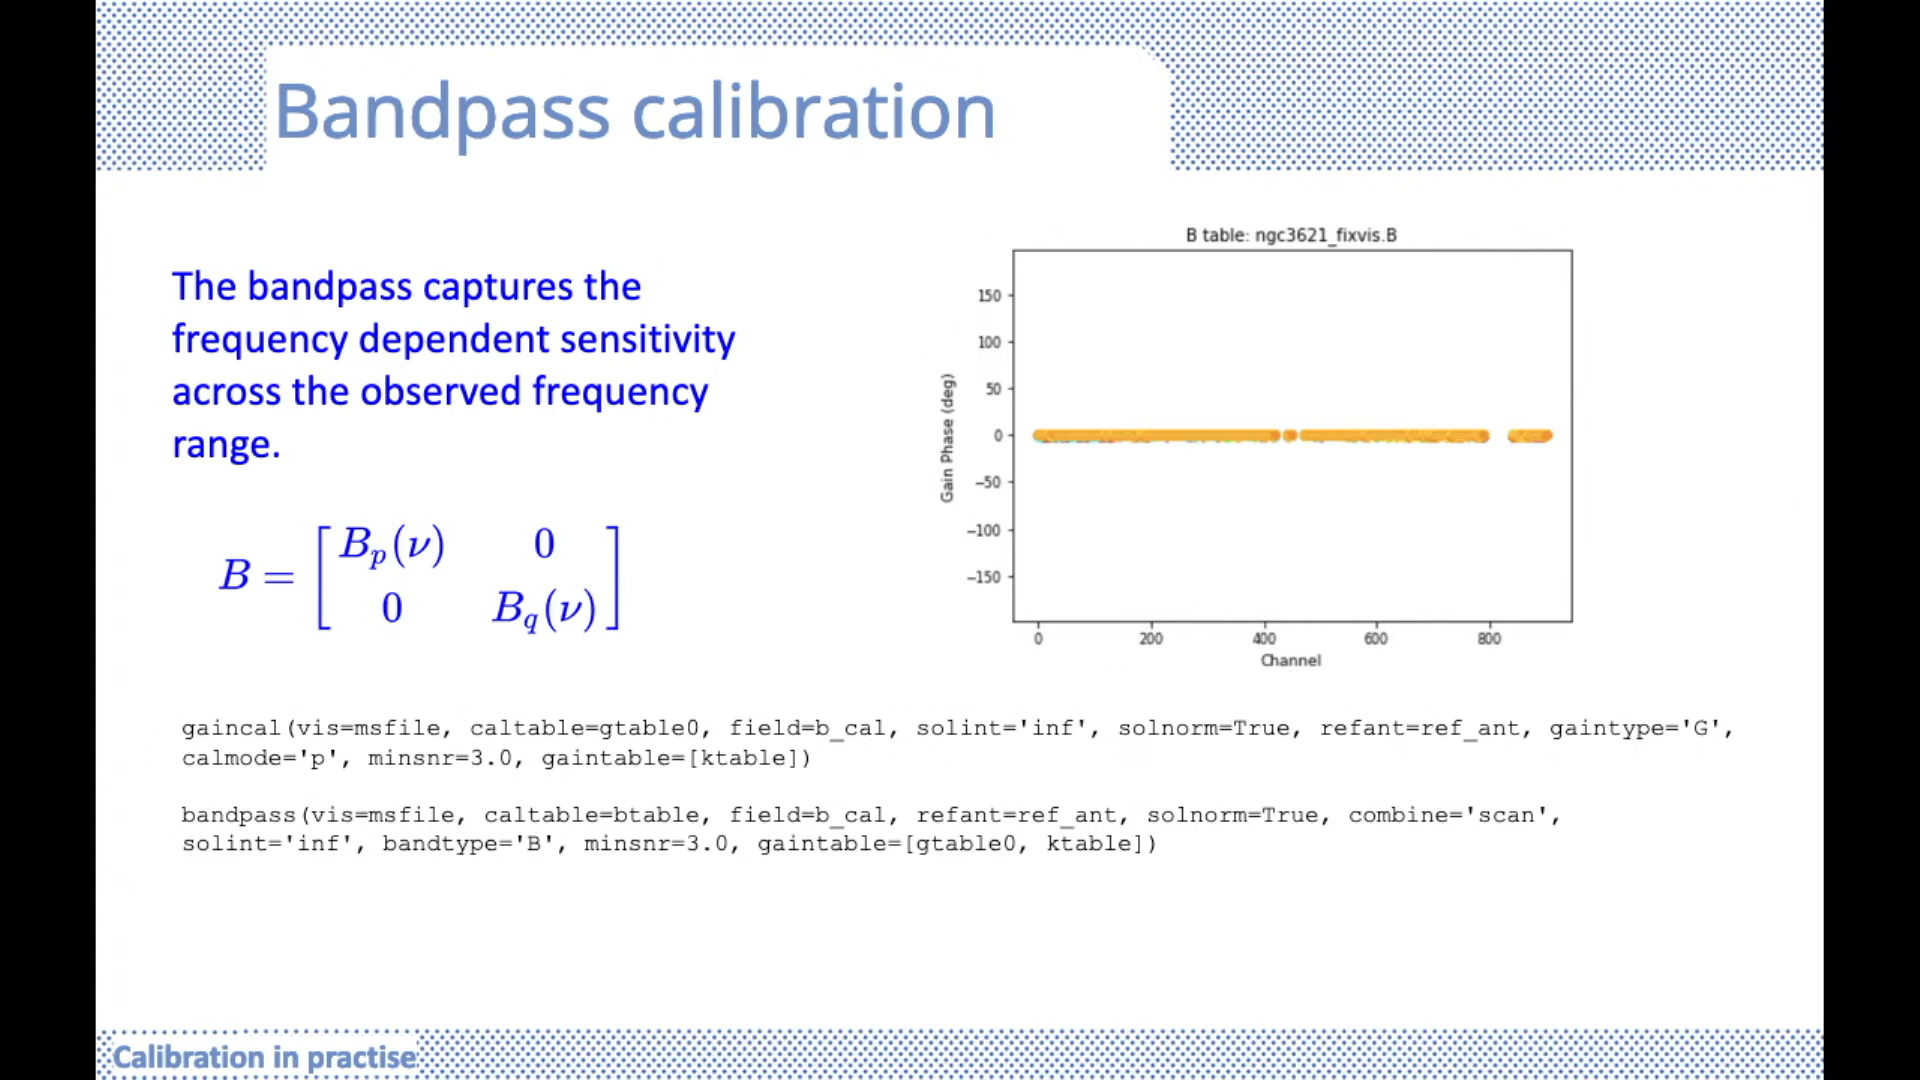 Bandpass calibration
The bandpass captures the
frequency dependent sensitivity
across the observed frequency
range.
B = [ B_p(ν) 0
0 B_q(ν) ]
B table: ngc3621_fixvis.B
150
100
50
0
−50
−100
−150
Gain Phase (deg)
0 200 400 600 800
Channel
gaincal(vis=msfile, caltable=gtable0, field=b_cal, solint='inf', solnorm=True, refant=ref_ant, gaintype='G',
calmode='p', minsnr=3.0, gaintable=[ktable])
bandpass(vis=msfile, caltable=btable, field=b_cal, refant=ref_ant, solnorm=True, combine='scan',
solint='inf', bandtype='B', minsnr=3.0, gaintable=[gtable0, ktable])
Calibration in practise